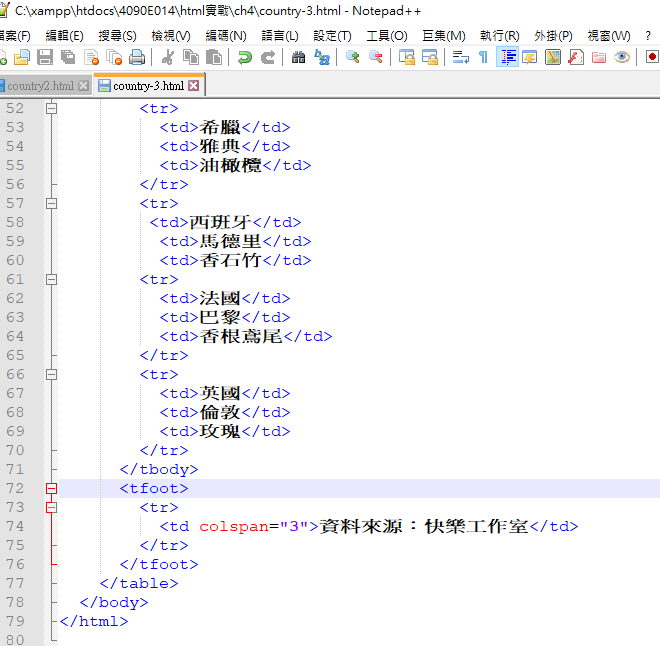 C:\xampp\htdocs\4090E014\html實戰\ch4\country-3.html - Notepad++
檔案(F) 編輯(E) 搜尋(S) 檢視(V) 編碼(N) 語言(L) 設定(T) 工具(O) 巨集(M) 執行(R) 外掛(P) 視窗(W) ?
country2.html country-3.html
52 <tr>
53 <td>希臘</td>
54 <td>雅典</td>
55 <td>油橄欖</td>
56 </tr>
57 <tr>
58 <td>西班牙</td>
59 <td>馬德里</td>
60 <td>香石竹</td>
61 <tr>
62 <td>法國</td>
63 <td>巴黎</td>
64 <td>香根鳶尾</td>
65 </tr>
66 <tr>
67 <td>英國</td>
68 <td>倫敦</td>
69 <td>玫瑰</td>
70 </tr>
71 </tbody>
72 <tfoot>
73 <tr>
74 <td colspan="3">資料來源：快樂工作室</td>
75 </tr>
76 </tfoot>
77 </table>
78 </body>
79 </html>
80